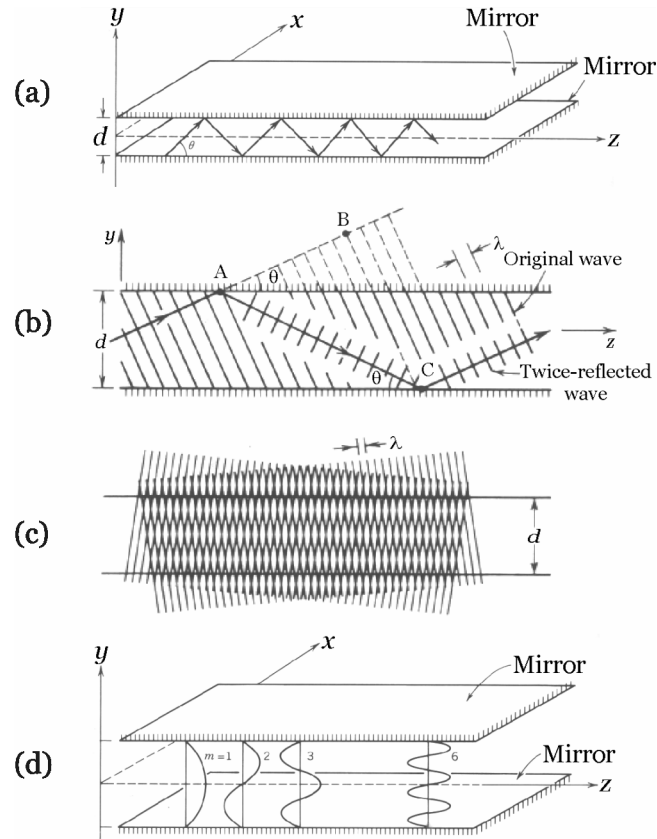 (a)
y
x
Mirror
Mirror
d
θ
z
(b)
y
B
A
θ
λ
Original wave
d
z
θ
C
Twice-reflected
wave
(c)
λ
d
(d)
y
x
Mirror
m=1
2
3
6
Mirror
z